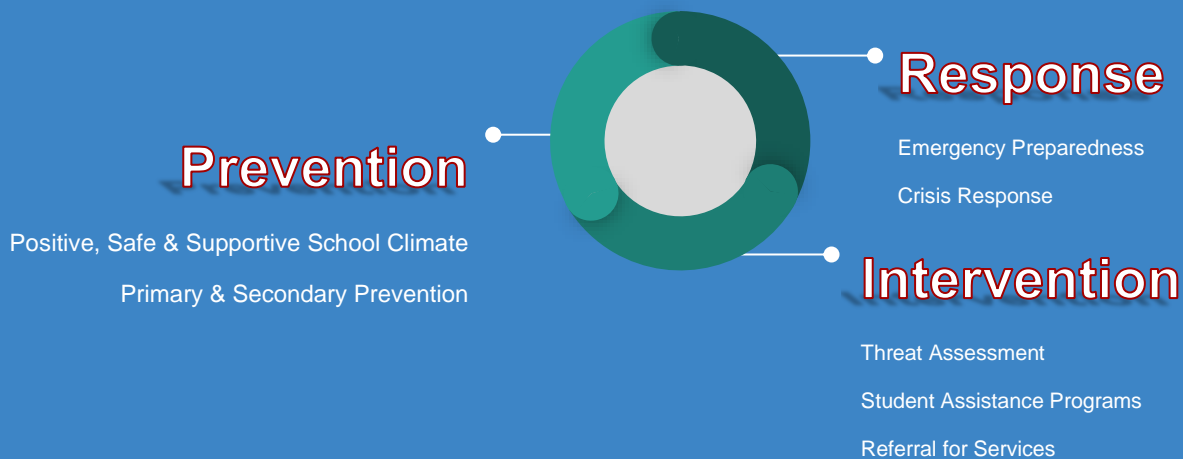 Prevention
Positive, Safe & Supportive School Climate
Primary & Secondary Prevention
Response
Emergency Preparedness
Crisis Response
Intervention
Threat Assessment
Student Assistance Programs
Referral for Services